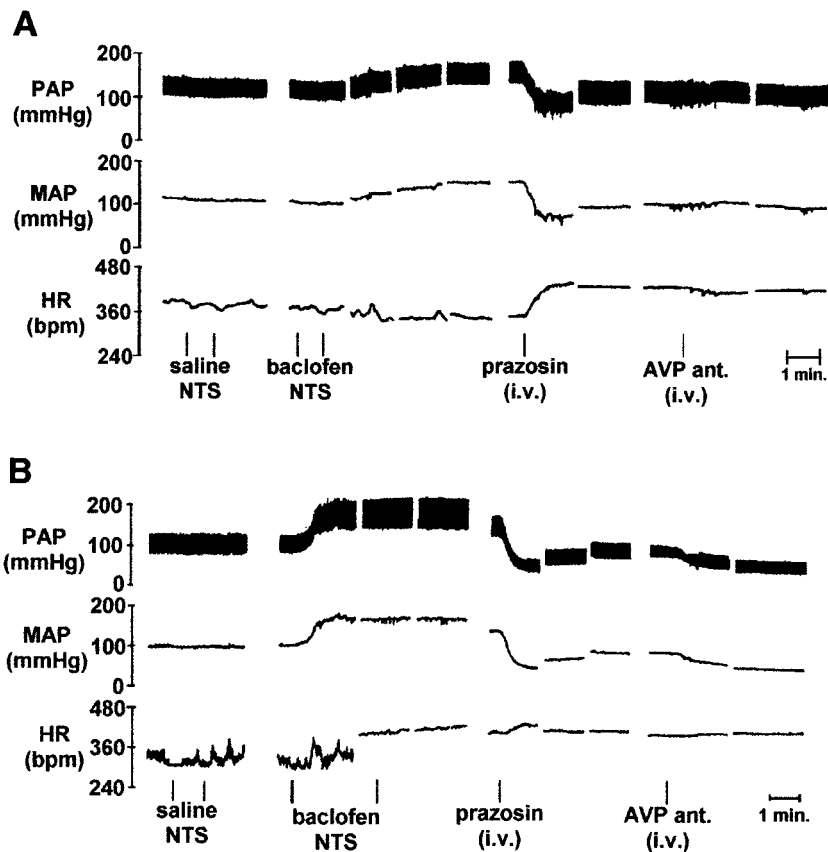 A
PAP
(mmHg)
200
100
0
MAP
(mmHg)
200
100
0
HR
(bpm)
480
360
240
saline
NTS
baclofen
NTS
prazosin
(i.v.)
AVP ant.
(i.v.)
1 min.
B
PAP
(mmHg)
200
100
0
MAP
(mmHg)
200
100
0
HR
(bpm)
480
360
240
saline
NTS
baclofen
NTS
prazosin
(i.v.)
AVP ant.
(i.v.)
1 min.